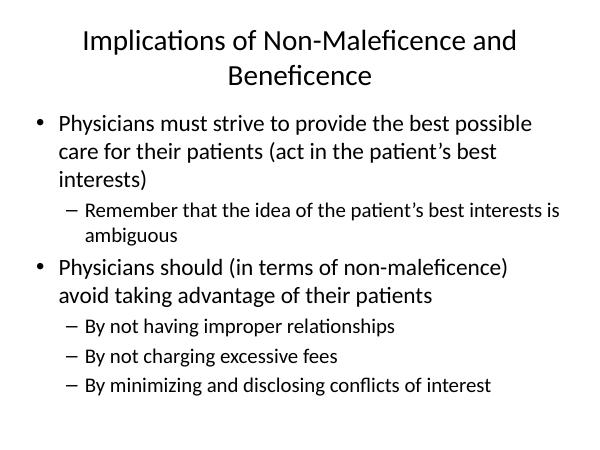 Implications of Non-Maleficence and
Beneficence
• Physicians must strive to provide the best possible
care for their patients (act in the patient’s best
interests)
– Remember that the idea of the patient’s best interests is
ambiguous
• Physicians should (in terms of non-maleficence)
avoid taking advantage of their patients
– By not having improper relationships
– By not charging excessive fees
– By minimizing and disclosing conflicts of interest